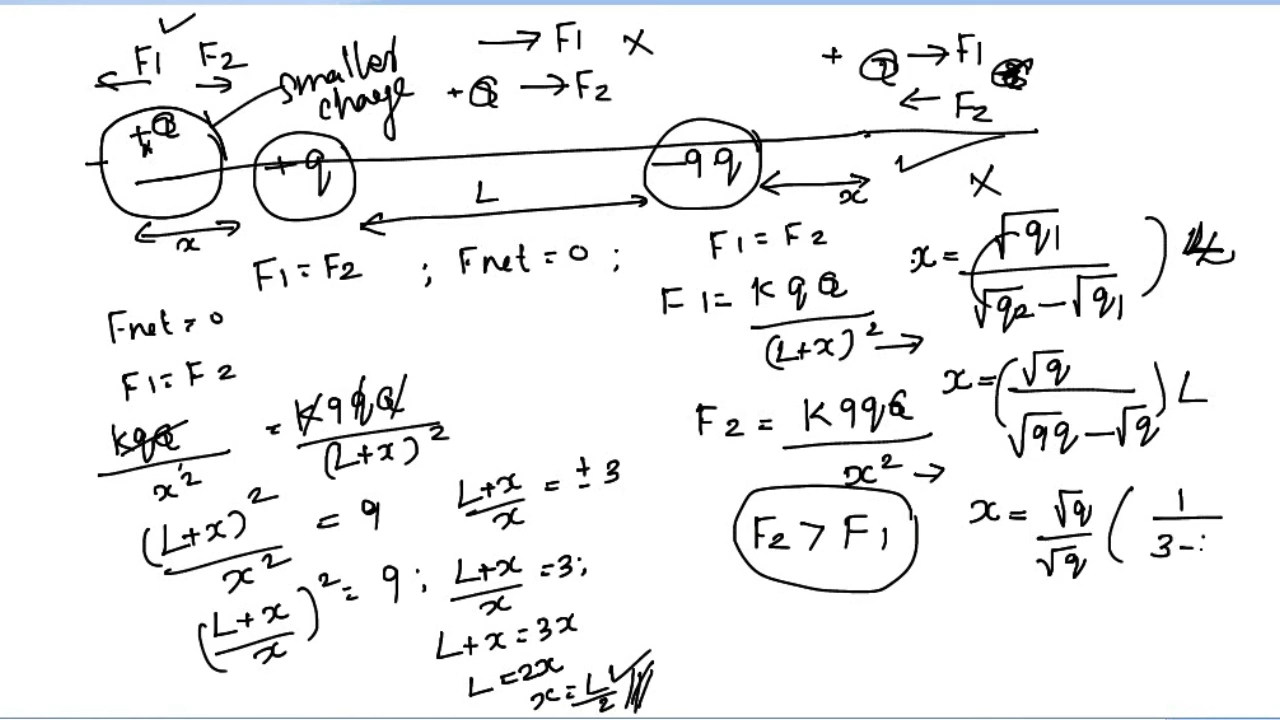 F1 ✓ F2
← →
smaller
charge
→ F1 X
+ Q → F2
+ Q → F1
← F2
+Q
+q
-9q
x
L
x
✓ X
F1 = F2 ; Fnet = 0 ;
Fnet = 0
F1 = F2
KqQ/x² = K9qQ/(L+x)²
(L+x)²/x² = 9
((L+x)/x)² = 9 ;
(L+x)/x = ±3
(L+x)/x = 3 ;
L+x = 3x
L = 2x
x = L/2 ✓
F1 = F2
F1 = KqQ/(L+x)² →
F2 = K9qQ/x² →
F2 > F1
x = (√q1/(√q2 - √q1)) L
x = (√q/(√9q - √q)) L
x = √q/√q (1/3-